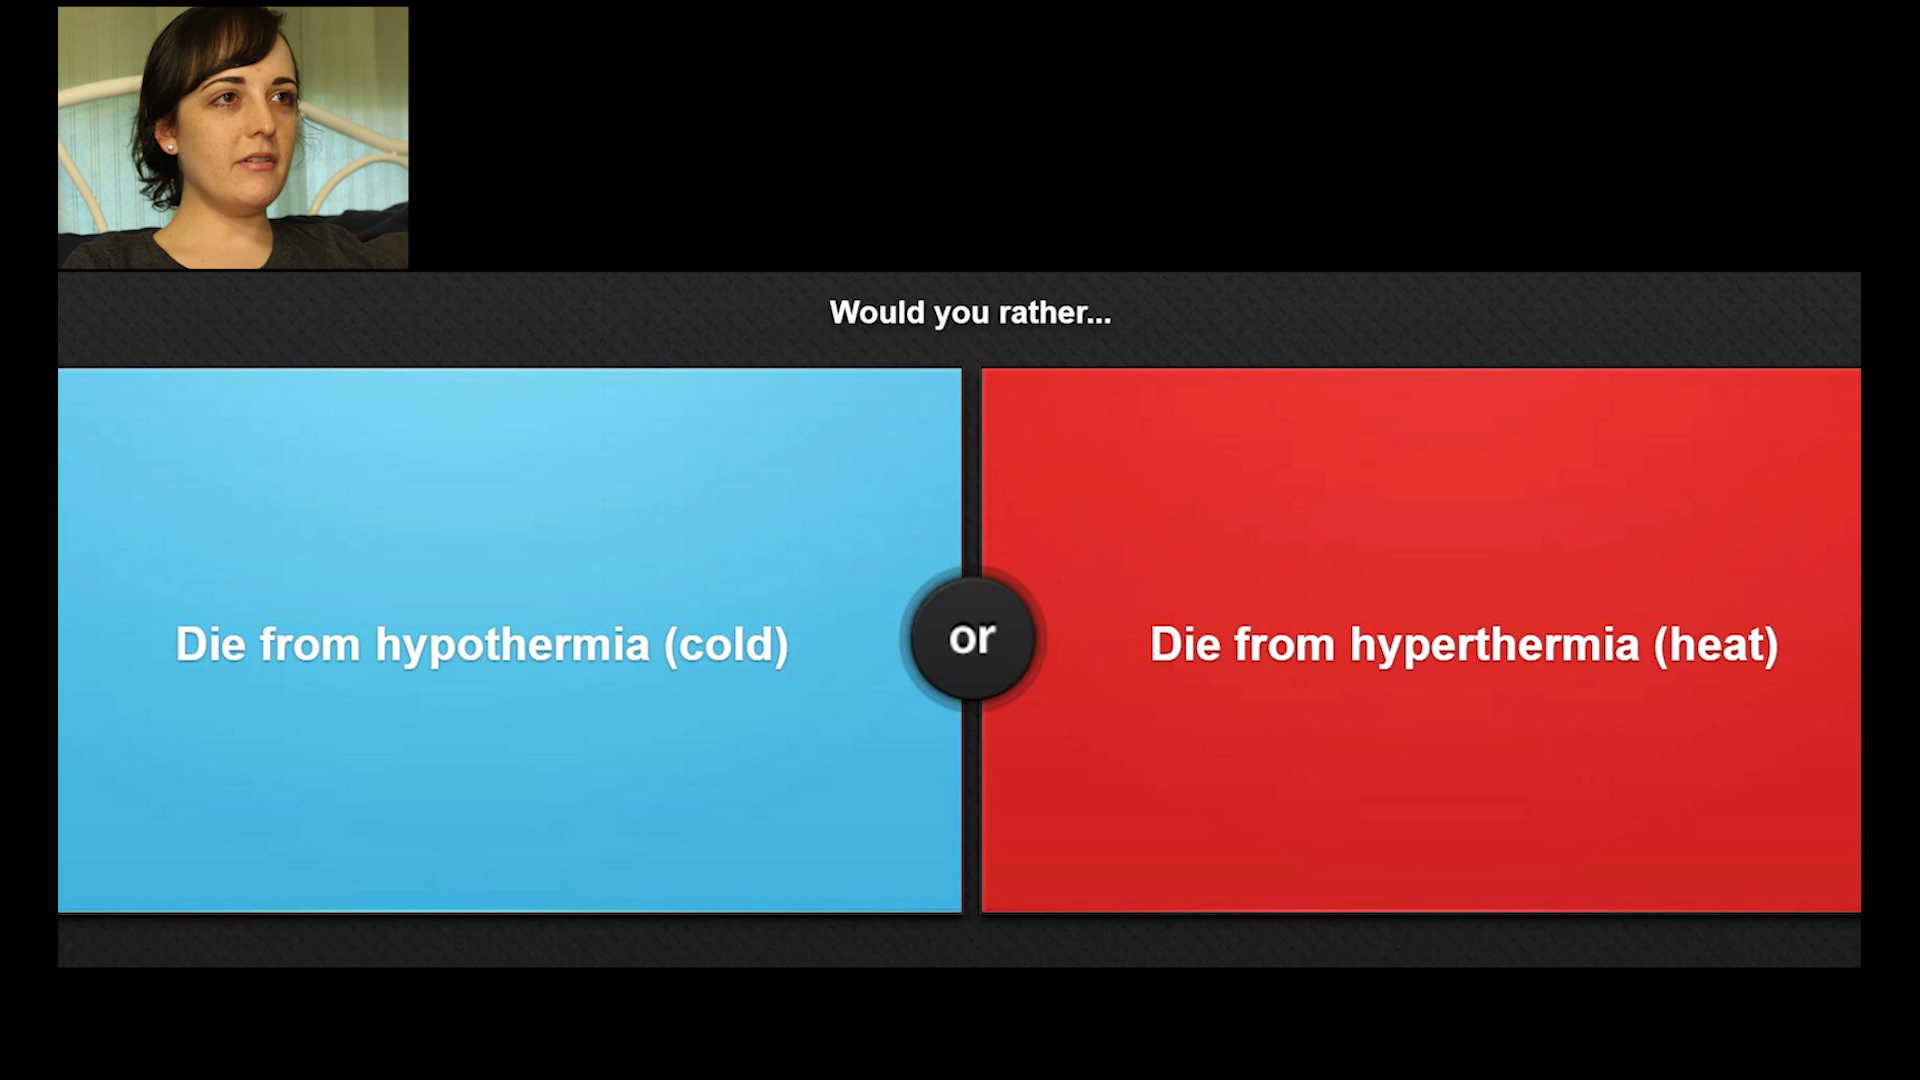 Would you rather...
Die from hypothermia (cold)
or
Die from hyperthermia (heat)